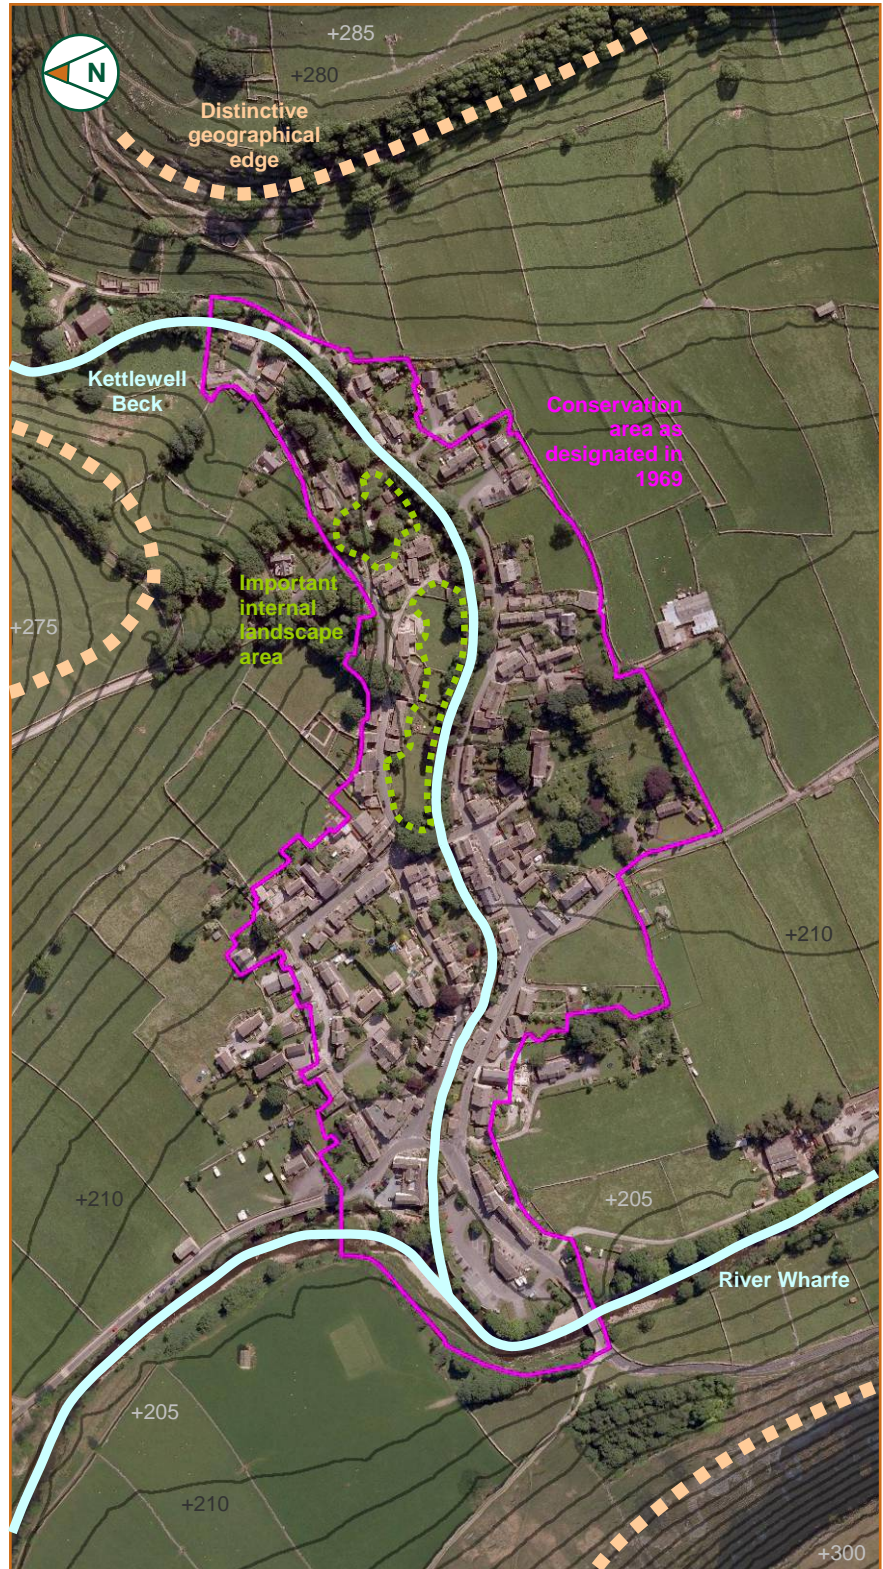 +285
+280
N
Distinctive
geographical
edge
Kettlewell
Beck
Conservation
area as
designated in
1969
Important
internal
landscape
area
+275
+210
+210
+205
River Wharfe
+205
+210
+300